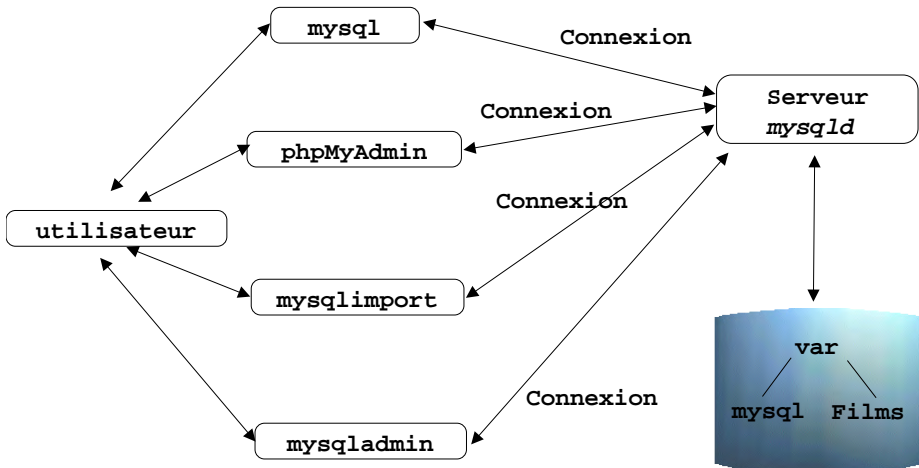 mysql
Connexion
Serveur
mysqld
Connexion
phpMyAdmin
Connexion
utilisateur
mysqlimport
var
mysql Films
Connexion
mysqladmin